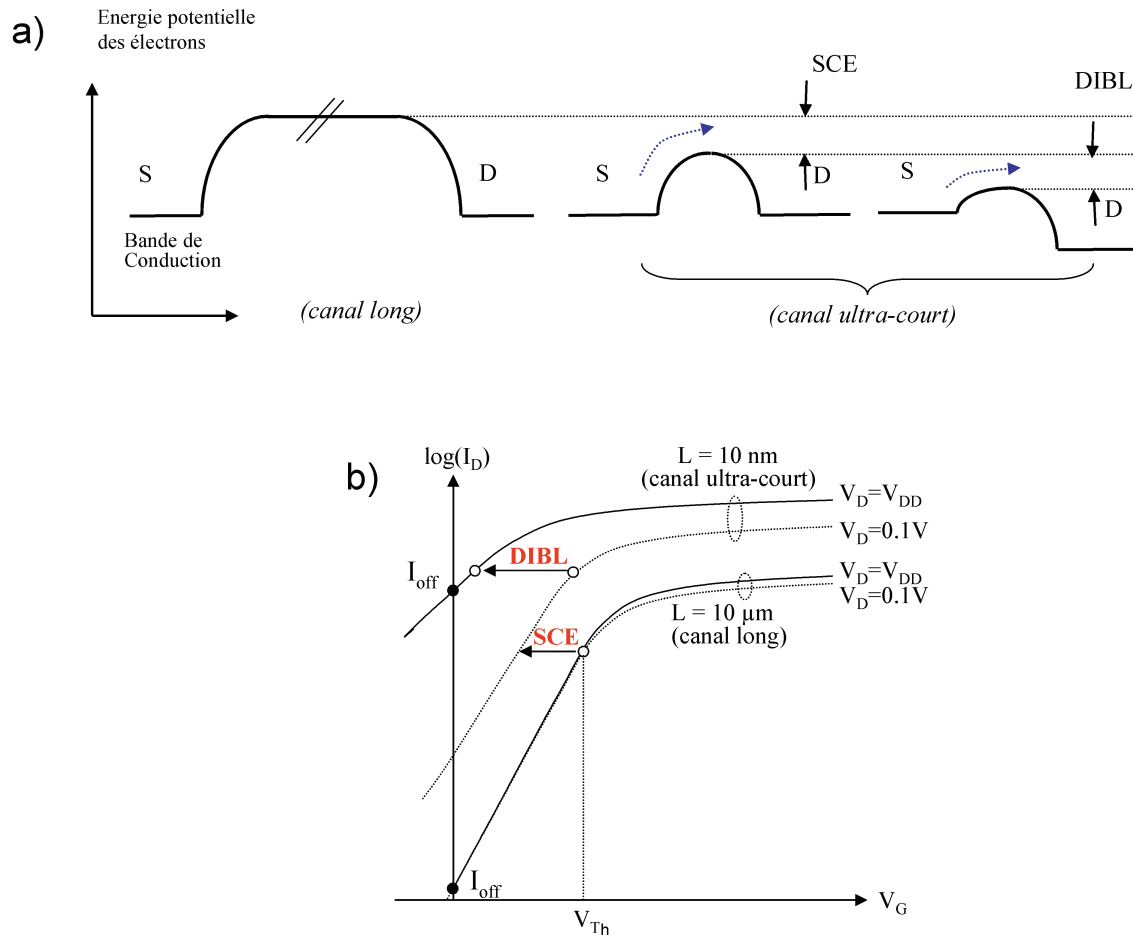 a)
Energie potentielle
des électrons
SCE
DIBL
S
D
S
D
S
D
Bande de
Conduction
(canal long)
(canal ultra-court)
b)
log(I_D)
L = 10 nm
(canal ultra-court)
V_D=V_DD
V_D=0.1V
DIBL
I_off
V_D=V_DD
V_D=0.1V
L = 10 µm
(canal long)
SCE
I_off
V_Th
V_G